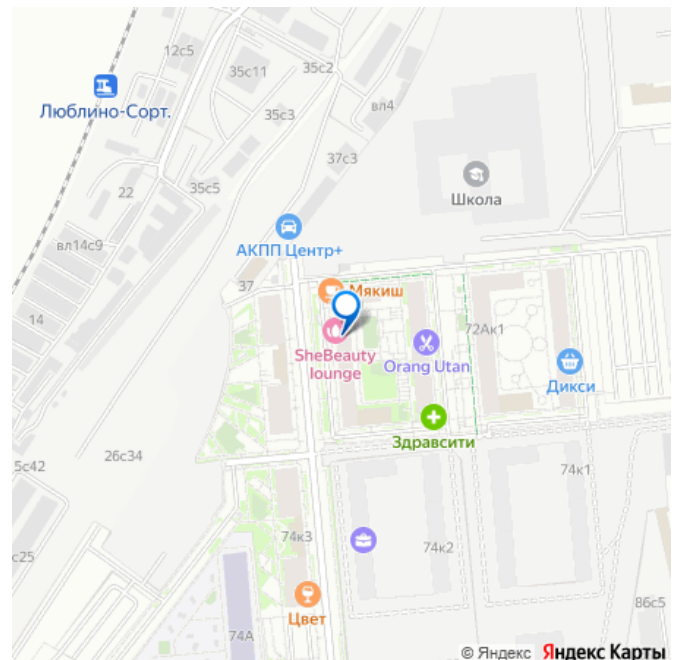 12с5
35с11
35с2
Люблино-Сорт.
35с3
вл4
37с3
22
35с5
Школа
вл14с9
АКПП Центр+
37
Мякиш
14
72Ак1
SheBeauty
lounge
Orang Utan
Дикси
Здравсити
26с34
5с42
74к1
74к3
74к2
с25
86с5
Цвет
74А
© Яндекс Яндекс Карты